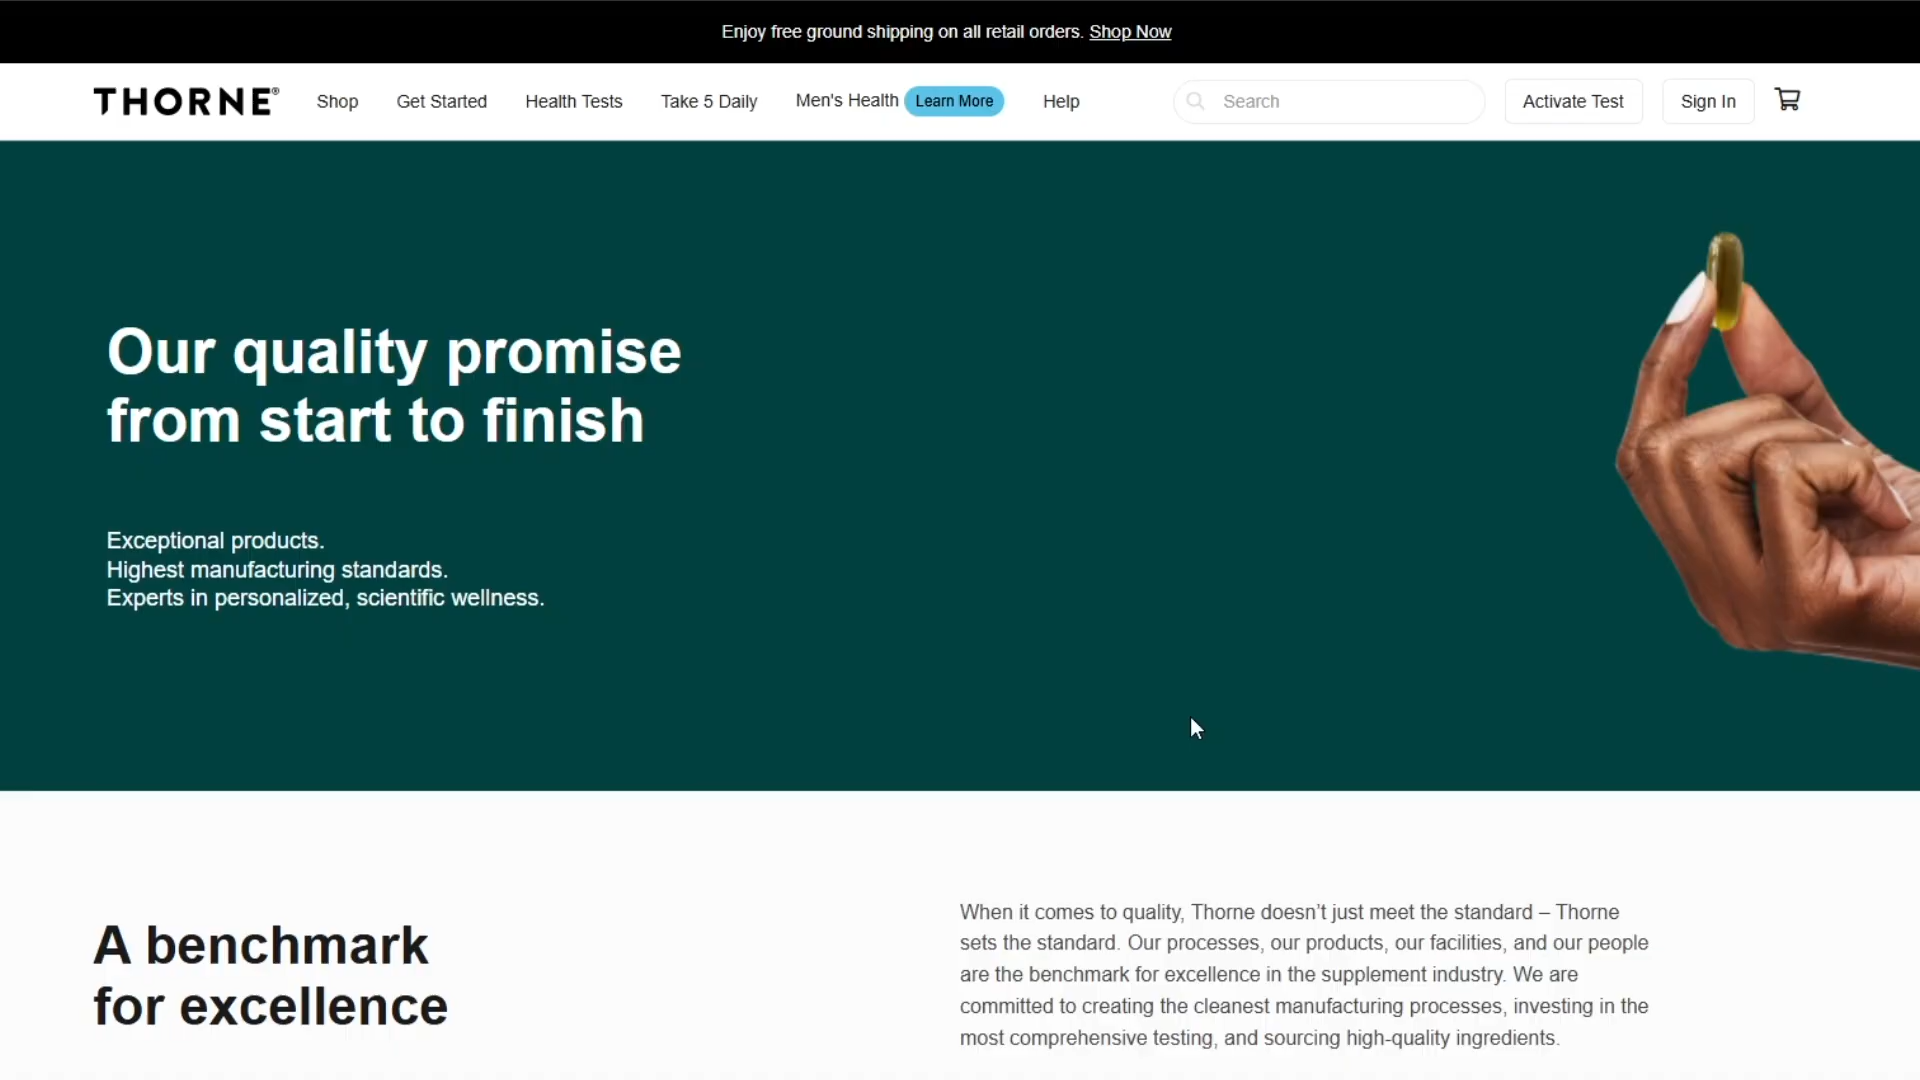 Enjoy free ground shipping on all retail orders. Shop Now
THORNE®
Shop
Get Started
Health Tests
Take 5 Daily
Men's Health
Learn More
Help
Search
Activate Test
Sign In
Our quality promise
from start to finish
Exceptional products.
Highest manufacturing standards.
Experts in personalized, scientific wellness.
A benchmark
for excellence
When it comes to quality, Thorne doesn’t just meet the standard – Thorne
sets the standard. Our processes, our products, our facilities, and our people
are the benchmark for excellence in the supplement industry. We are
committed to creating the cleanest manufacturing processes, investing in the
most comprehensive testing, and sourcing high-quality ingredients.